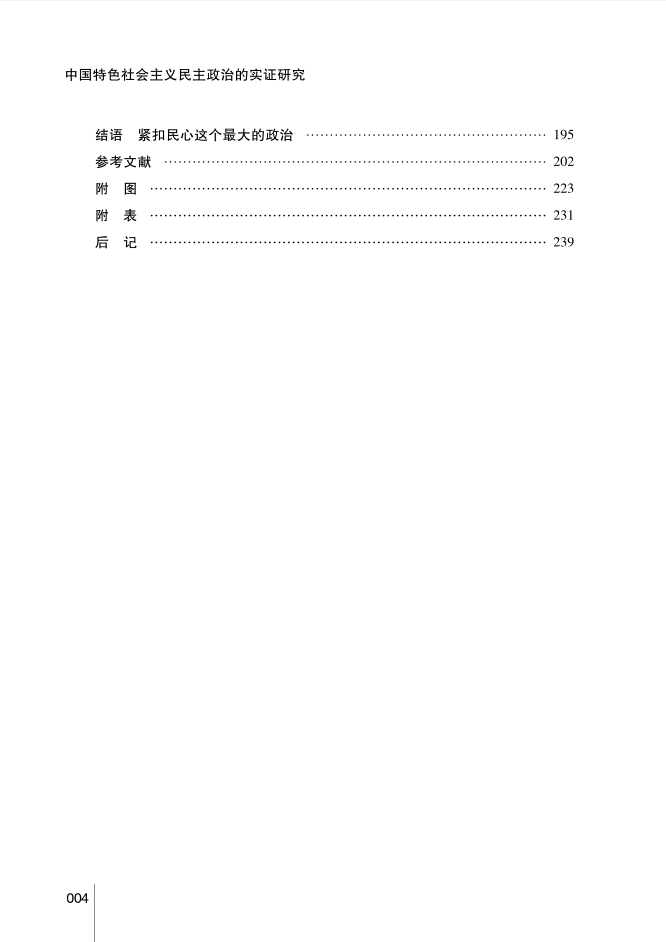 中国特色社会主义民主政治的实证研究
结语　紧扣民心这个最大的政治 ………………………………………… 195
参考文献 ………………………………………………………………… 202
附　图 …………………………………………………………………… 223
附　表 …………………………………………………………………… 231
后　记 …………………………………………………………………… 239
004